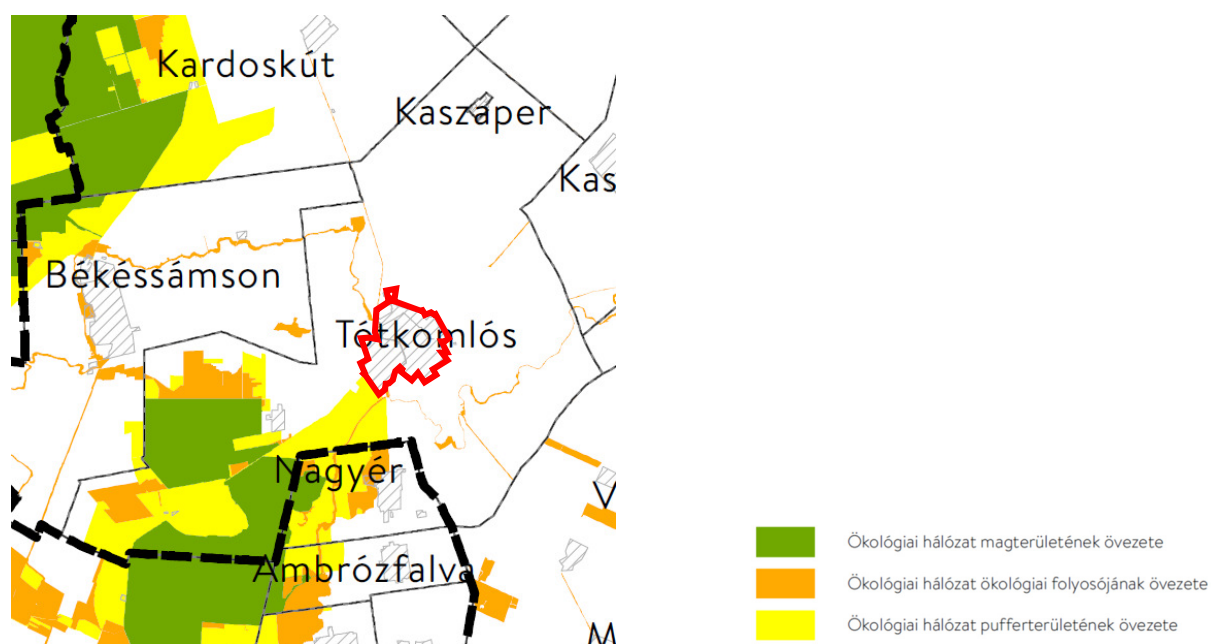 Kardoskút
Kaszaper
Kas
Békéssámson
Tótkomlós
Nagyér
V
Ambrózfalva
M
Ökológiai hálózat magterületének övezete
Ökológiai hálózat ökológiai folyosójának övezete
Ökológiai hálózat pufferterületének övezete